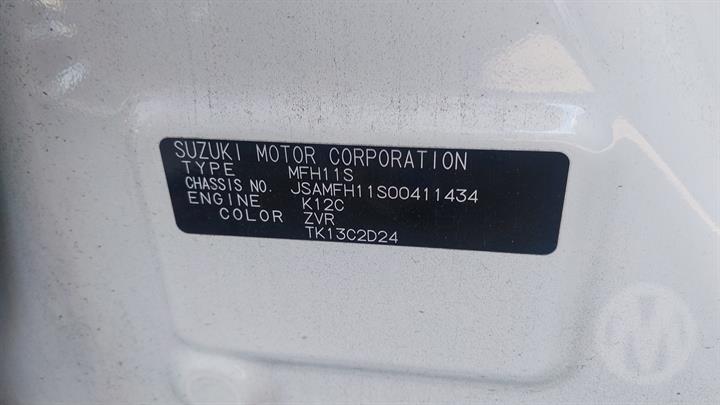 SUZUKI MOTOR CORPORATION
TYPE MFH11S
CHASSIS NO. JSAMFH11S00411434
ENGINE K12C
COLOR ZVR
TK13C2D24